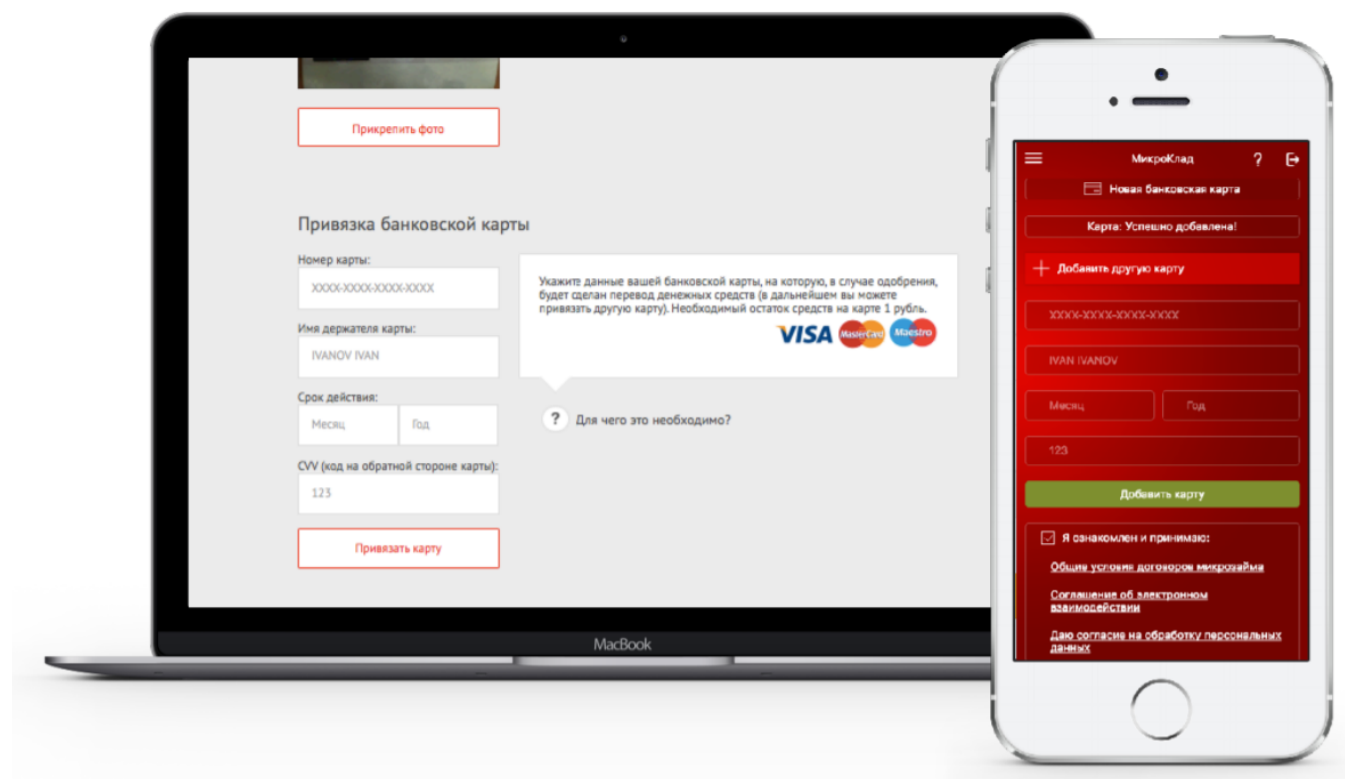 Прикрепить фото
Привязка банковской карты
Номер карты:
XXXX-XXXX-XXXX-XXXX
Имя держателя карты:
IVANOV IVAN
Срок действия:
Месяц Год
CVV (код на обратной стороне карты):
123
Привязать карту
Укажите данные вашей банковской карты, на которую, в случае одобрения,
будет сделан перевод денежных средств (в дальнейшем вы можете
привязать другую карту). Необходимый остаток средств на карте 1 рубль.
VISA MasterCard Maestro
? Для чего это необходимо?
MacBook
МикроКлад ?
Новая банковская карта
Карта: Успешно добавлена!
Добавить другую карту
XXXX-XXXX-XXXX-XXXX
IVAN IVANOV
Месяц Год
123
Добавить карту
Я ознакомлен и принимаю:
Общие условия договоров микрозайма
Соглашение об электронном
взаимодействии
Даю согласие на обработку персональных
данных